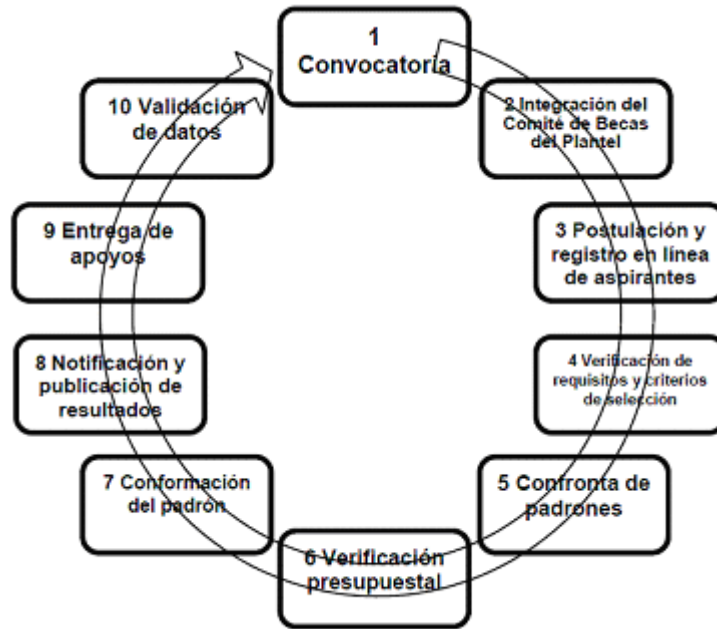 1
Convocatoria
2 Integración del
Comité de Becas
del Plantel
3 Postulación y
registro en línea
de aspirantes
4 Verificación de
requisitos y criterios
de selección
5 Confronta de
padrones
6 Verificación
presupuestal
7 Conformación
del padrón
8 Notificación y
publicación de
resultados
9 Entrega de
apoyos
10 Validación
de datos